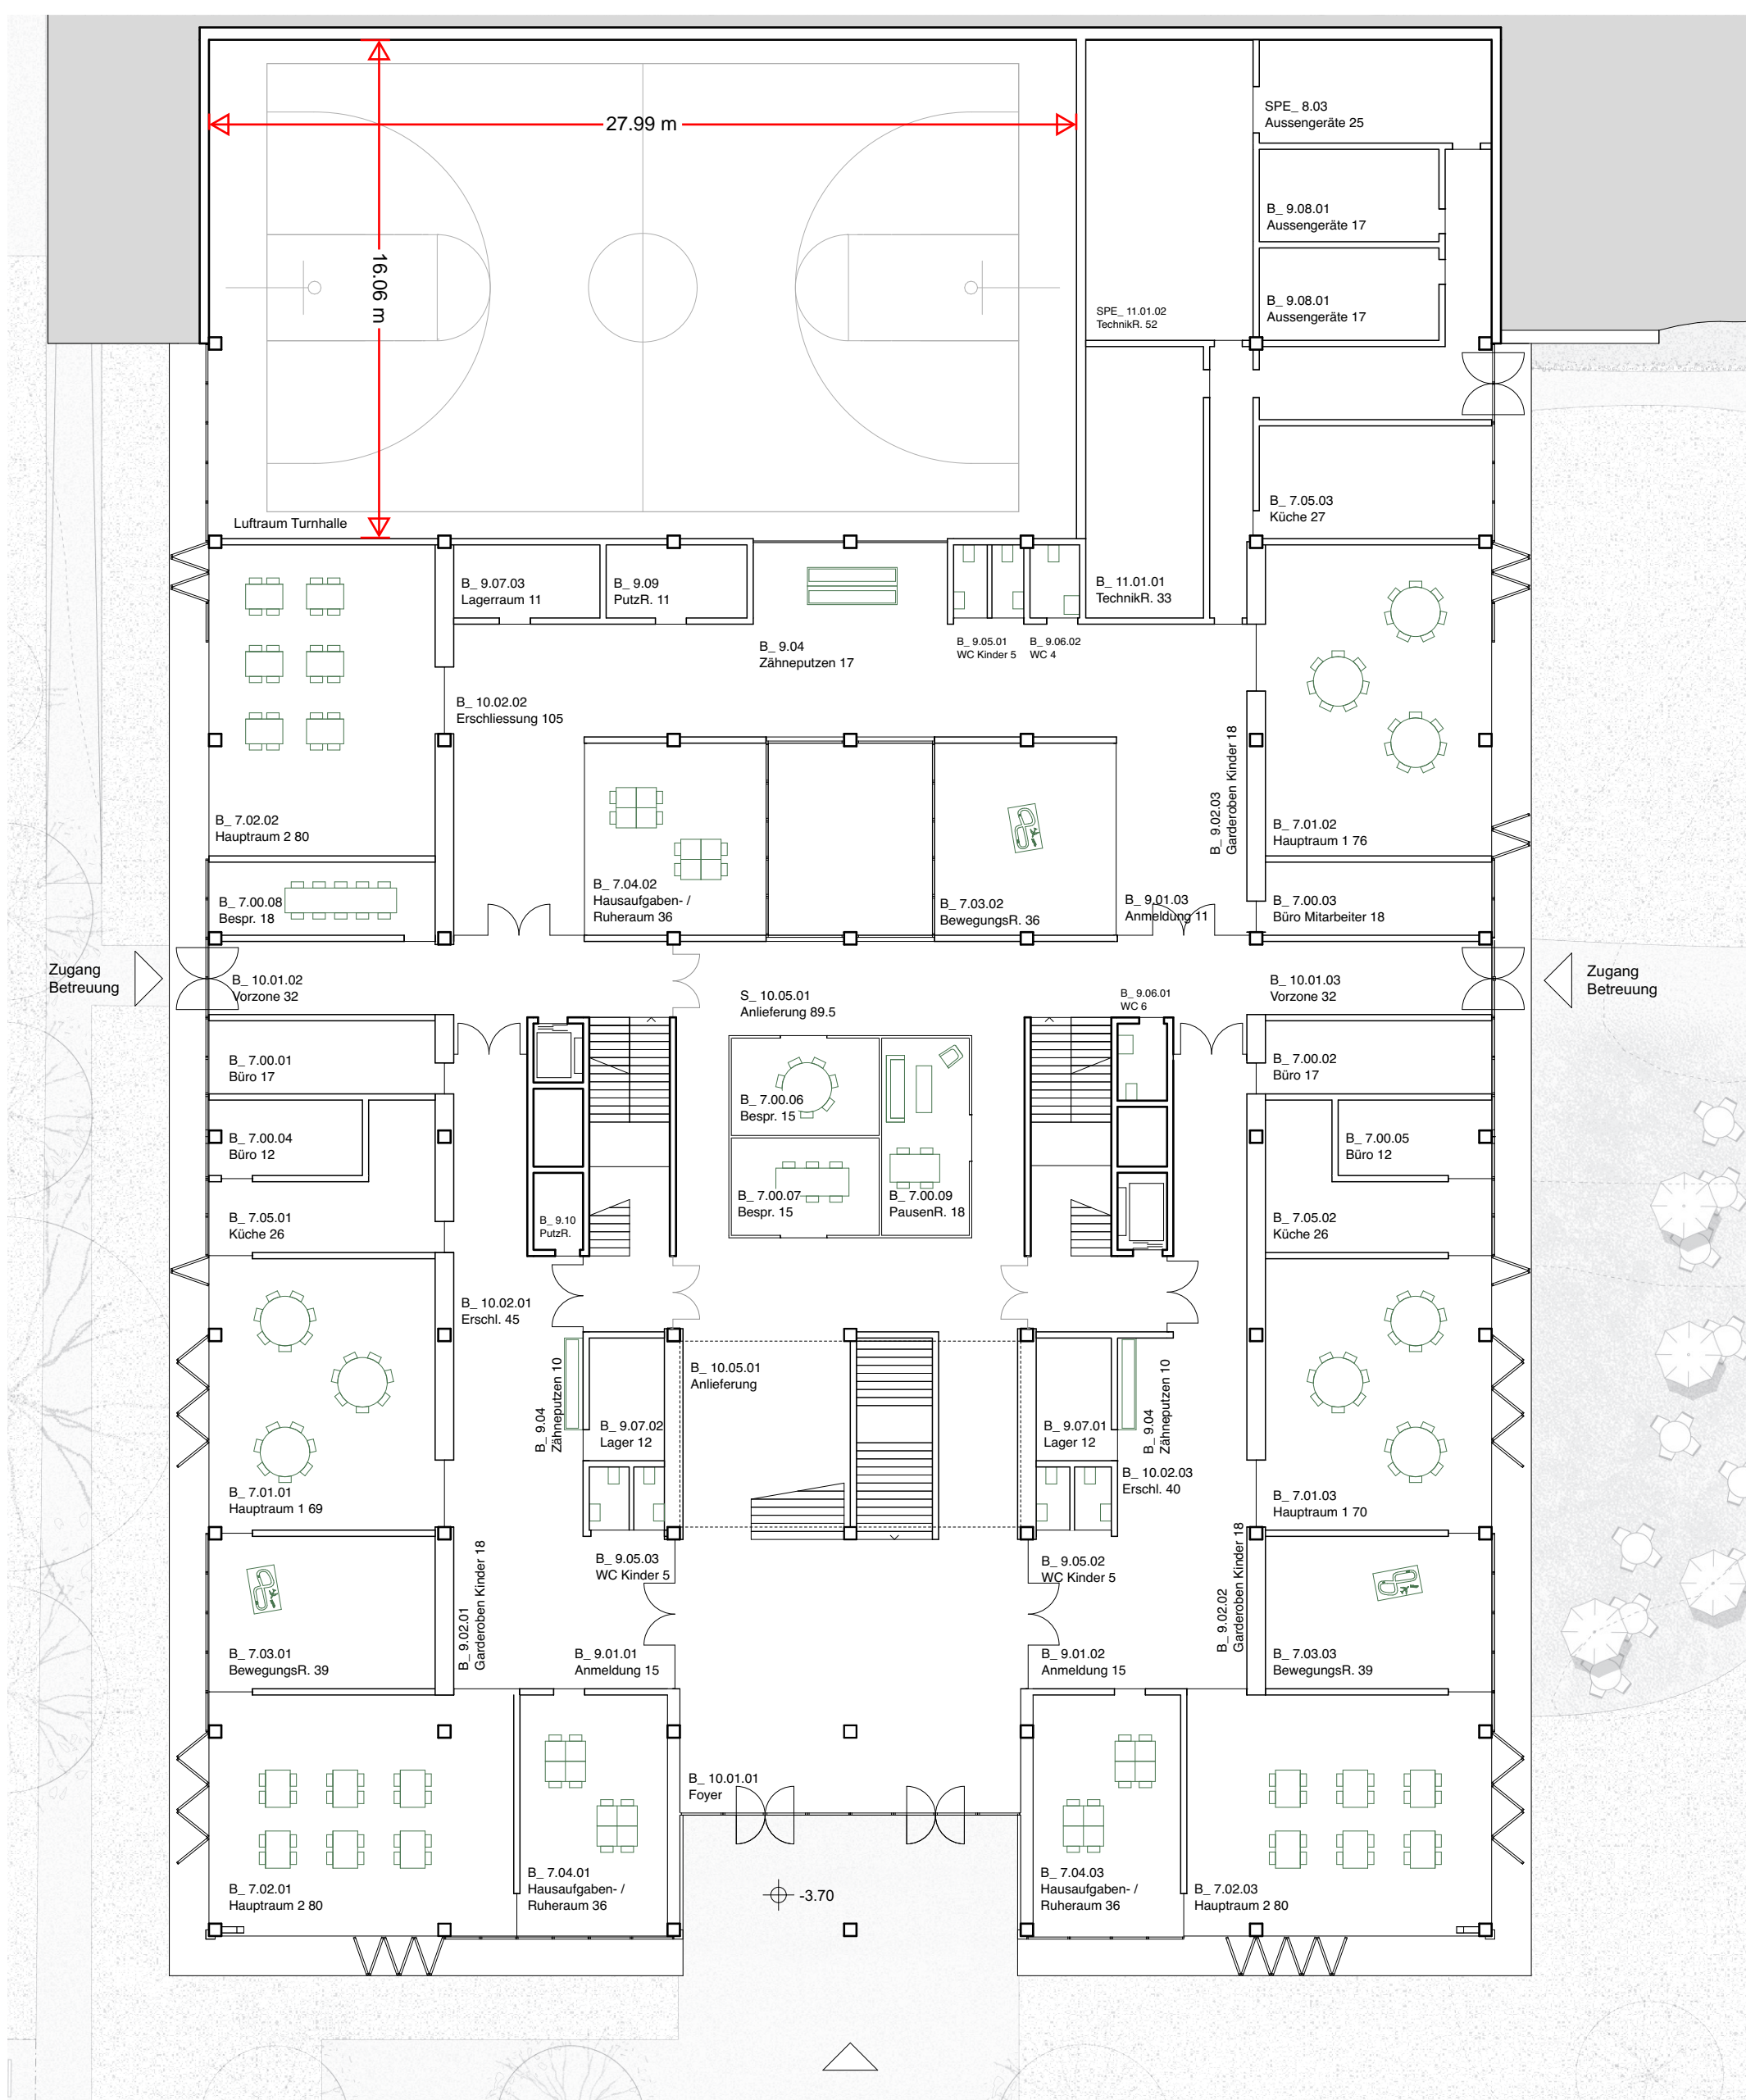 27.99 m
16.06 m
SPE_ 8.03
Aussengeräte 25
B_ 9.08.01
Aussengeräte 17
B_ 9.08.01
Aussengeräte 17
SPE_ 11.01.02
TechnikR. 52
B_ 7.05.03
Küche 27
Luftraum Turnhalle
B_ 9.07.03
Lagerraum 11
B_ 9.09
PutzR. 11
B_ 11.01.01
TechnikR. 33
B_ 9.04
Zähneputzen 17
B_ 9.05.01
WC Kinder 5
B_ 9.06.02
WC 4
B_ 10.02.02
Erschliessung 105
B_ 9.02.03
Garderoben Kinder 18
B_ 7.02.02
Hauptraum 2 80
B_ 7.01.02
Hauptraum 1 76
B_ 7.00.08
Bespr. 18
B_ 7.04.02
Hausaufgaben- /
Ruheraum 36
B_ 7.03.02
BewegungsR. 36
B_ 9.01.03
Anmeldung 11
B_ 7.00.03
Büro Mitarbeiter 18
Zugang
Betreuung
B_ 10.01.02
Vorzone 32
S_ 10.05.01
Anlieferung 89.5
B_ 9.06.01
WC 6
B_ 10.01.03
Vorzone 32
Zugang
Betreuung
B_ 7.00.01
Büro 17
B_ 7.00.02
Büro 17
B_ 7.00.06
Bespr. 15
B_ 7.00.04
Büro 12
B_ 7.00.05
Büro 12
B_ 7.00.07
Bespr. 15
B_ 7.00.09
PausenR. 18
B_ 7.05.01
Küche 26
B_ 9.10
PutzR.
B_ 7.05.02
Küche 26
B_ 10.02.01
Erschl. 45
B_ 9.04
Zähneputzen 10
B_ 10.05.01
Anlieferung
B_ 9.04
Zähneputzen 10
B_ 9.07.02
Lager 12
B_ 9.07.01
Lager 12
B_ 10.02.03
Erschl. 40
B_ 7.01.01
Hauptraum 1 69
B_ 7.01.03
Hauptraum 1 70
B_ 9.05.03
WC Kinder 5
B_ 9.05.02
WC Kinder 5
B_ 9.02.01
Garderoben Kinder 18
B_ 9.02.02
Garderoben Kinder 18
B_ 7.03.01
BewegungsR. 39
B_ 9.01.01
Anmeldung 15
B_ 9.01.02
Anmeldung 15
B_ 7.03.03
BewegungsR. 39
B_ 10.01.01
Foyer
B_ 7.02.01
Hauptraum 2 80
B_ 7.04.01
Hausaufgaben- /
Ruheraum 36
-3.70
B_ 7.04.03
Hausaufgaben- /
Ruheraum 36
B_ 7.02.03
Hauptraum 2 80